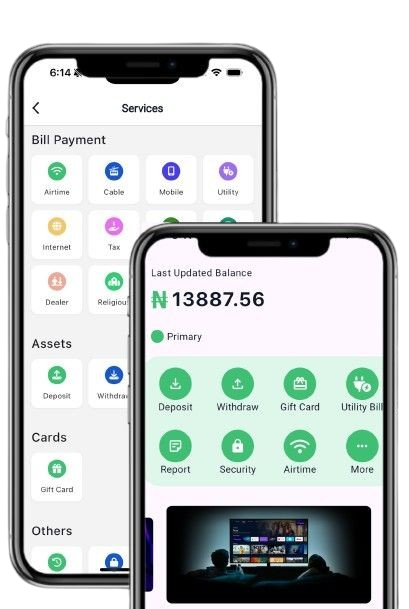 6:14
Services
Bill Payment
Airtime
Cable
Mobile
Utility
Internet
Tax
Dealer
Religiou
Assets
Deposit
Withdra
Cards
Gift Card
Others
Last Updated Balance
₦ 13887.56
Primary
Deposit Withdraw Gift Card Utility Bill
Report Security Airtime More